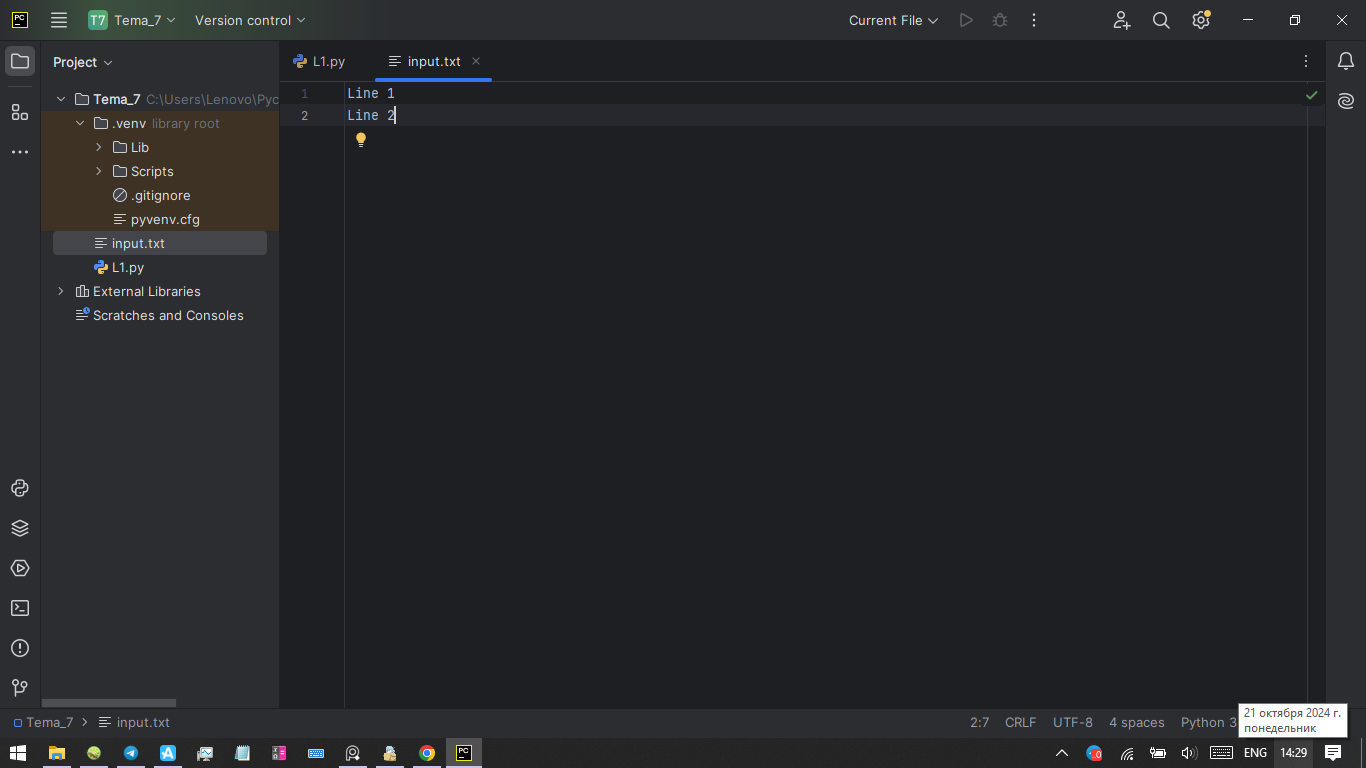 PC T7 Tema_7 Version control Current File
Project
L1.py input.txt
Tema_7 C:\Users\Lenovo\Pyc
.venv library root
Lib
Scripts
.gitignore
pyvenv.cfg
input.txt
L1.py
External Libraries
Scratches and Consoles
1 Line 1
2 Line 2
Tema_7 input.txt 2:7 CRLF UTF-8 4 spaces Python 3
21 октября 2024 г.
понедельник
PC ENG 14:29